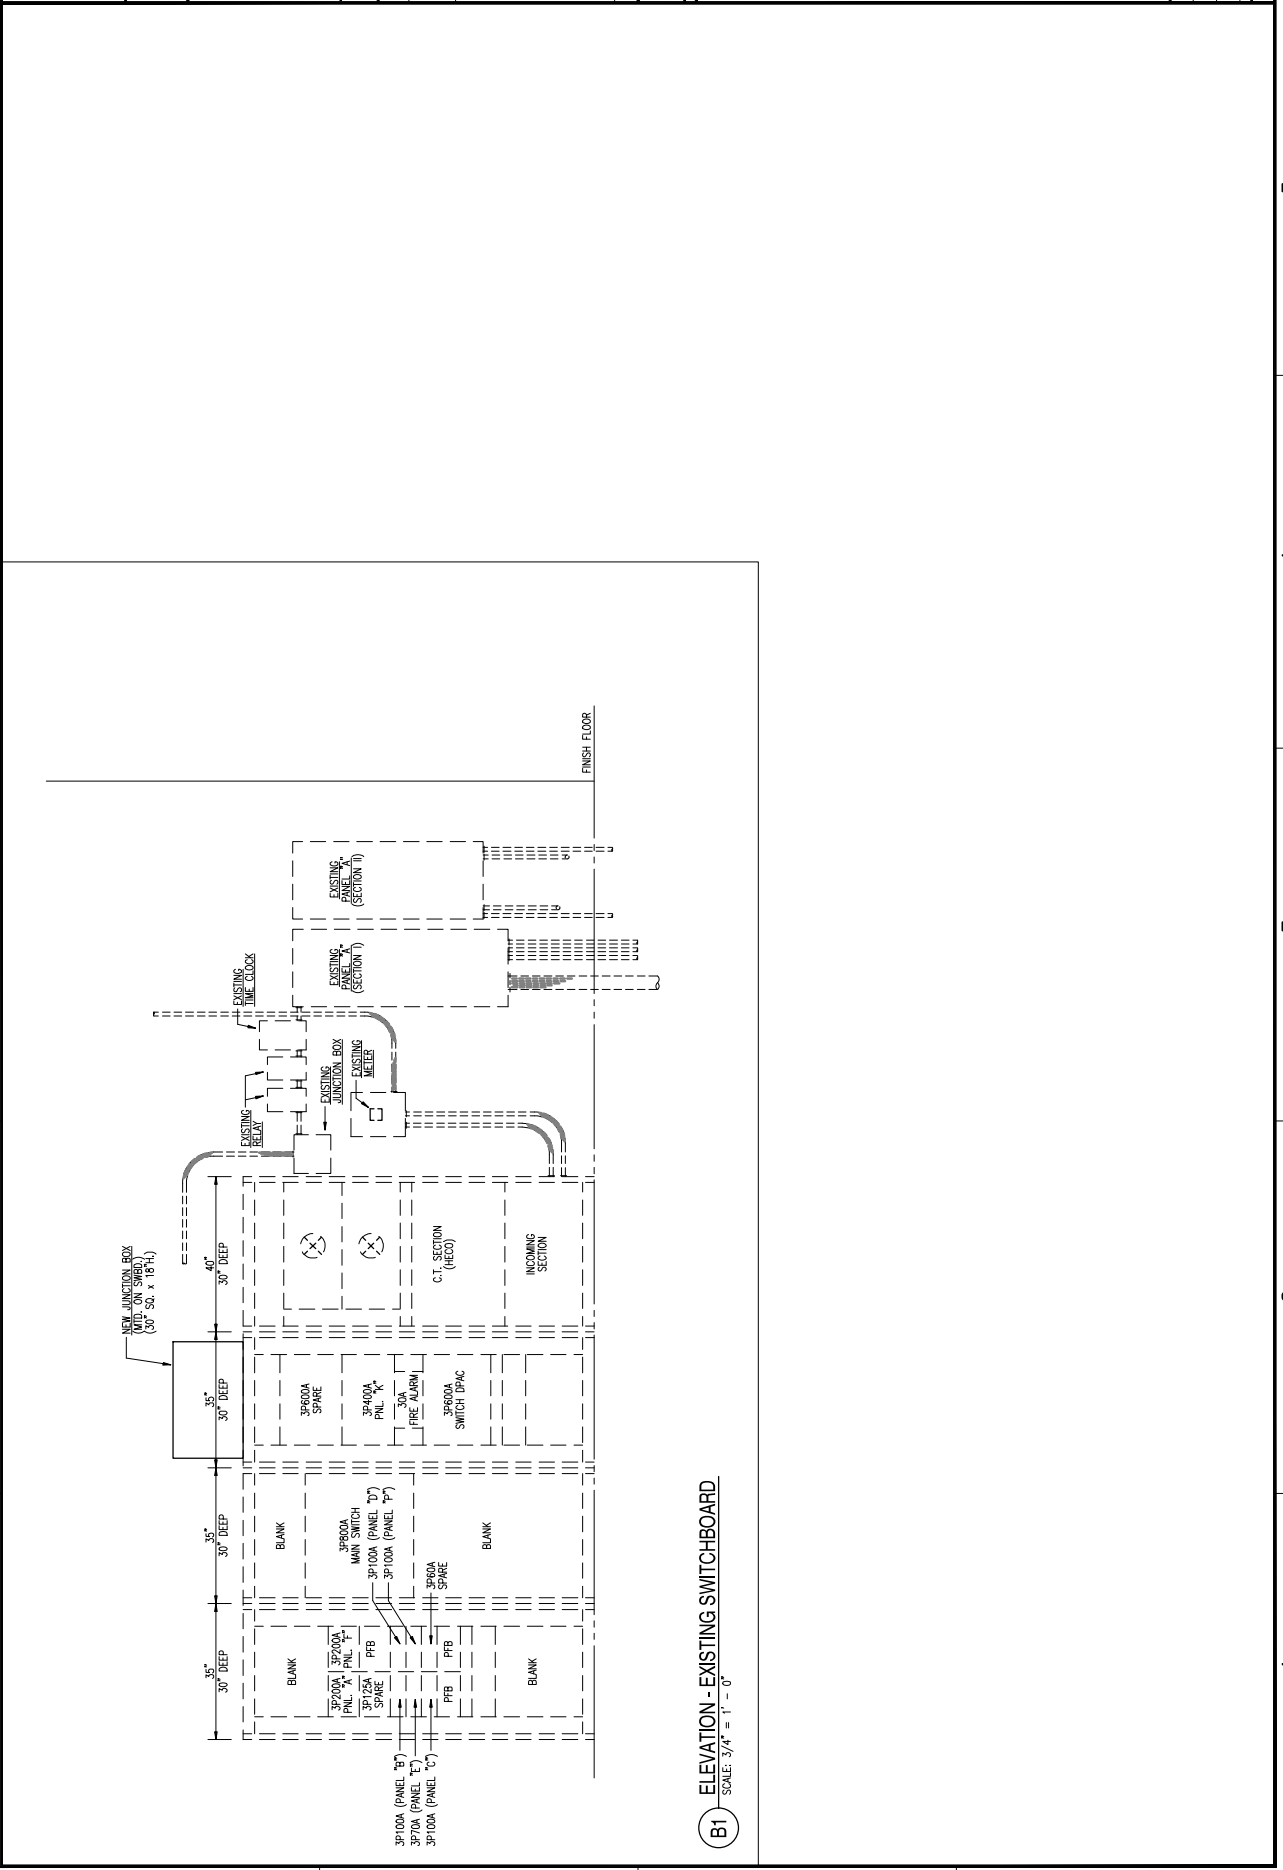 NEW JUNCTION BOX
(MTD. ON SWBD.)
(30" SQ. x 18"H.)
35"
30" DEEP
35"
30" DEEP
35"
30" DEEP
40"
30" DEEP
EXISTING
RELAY
EXISTING
TIME CLOCK
EXISTING
JUNCTION BOX
EXISTING
METER
EXISTING
PANEL "A"
(SECTION I)
EXISTING
PANEL "A"
(SECTION II)
BLANK
3P200A
PNL. "A"
3P200A
PNL. "F"
3P125A
SPARE
PFB
3P100A (PANEL "B")
3P70A (PANEL "E")
3P100A (PANEL "C")
3P100A (PANEL "D")
3P100A (PANEL "P")
3P60A
SPARE
PFB
PFB
BLANK
BLANK
3P800A
MAIN SWITCH
BLANK
3P600A
SPARE
3P400A
PNL. "K"
30A
FIRE ALARM
3P600A
SWITCH DPAC
C.T. SECTION
(HECO)
INCOMING
SECTION
FINISH FLOOR
B1
ELEVATION - EXISTING SWITCHBOARD
SCALE: 3/4" = 1' - 0"